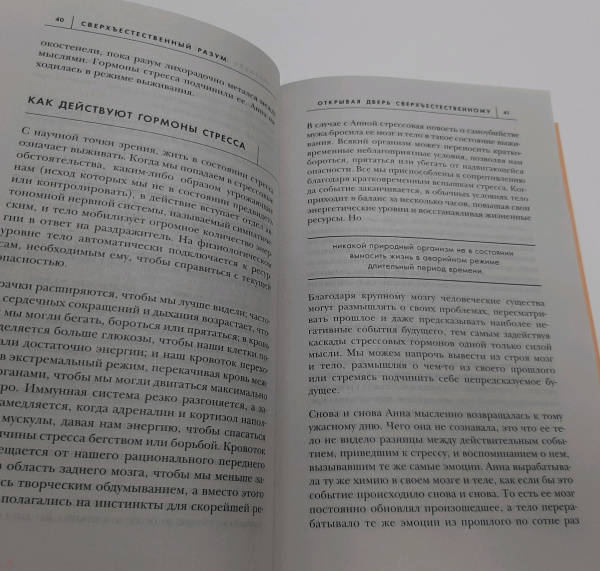 40 СВЕРХЪЕСТЕСТВЕННЫЙ РАЗУМ
окостенели, пока разум лихорадочно метался между
мыслями. Гормоны стресса подчинили ее. Анна на-
ходилась в режиме выживания.
КАК ДЕЙСТВУЮТ ГОРМОНЫ СТРЕССА
С научной точки зрения, жить в состоянии стресса
означает выживать. Когда мы попадаем в стрессовые
обстоятельства, каким-либо образом угрожающие
нам (исход которых мы не в состоянии предвидеть
или контролировать), в действие вступает отдел ав-
тономной нервной системы, называемый симпатиче-
ским, и тело мобилизует огромное количество энер-
гии в ответ на раздражитель. На физиологическом
уровне тело автоматически подключается к ресур-
сам, необходимым ему, чтобы справиться с текущей
опасностью.
рачки расширяются, чтобы мы лучше видели; часто-
сердечных сокращений и дыхания возрастает, что-
мы могли бегать, бороться или прятаться; в кровь
деляется больше глюкозы, чтобы наши клетки по-
али достаточно энергии; и наш кровоток перехо-
в экстремальный режим, перекачивая кровь меж-
рганами, чтобы мы могли двигаться максимально
ро. Иммунная система резко разгоняется, а за-
амедляется, когда адреналин и кортизол напол-
мускулы, давая нам энергию, чтобы спастись
чины стресса бегством или борьбой. Кровоток
ещается от нашего рационального переднего
в область заднего мозга, чтобы мы меньше за-
сь творческим обдумыванием, а вместо этого
полагались на инстинкты для скорейшей ре-
ОТКРЫВАЯ ДВЕРЬ СВЕРХЪЕСТЕСТВЕННОМУ 41
В случае с Анной стрессовая новость о самоубийстве
мужа бросила ее мозг и тело в такое состояние выжи-
вания. Всякий организм может переносить кратко-
временные неблагоприятные условия, позволяя нам
бороться, прятаться или убегать от надвигающейся
опасности. Все мы приспособлены к сопротивлению
благодаря кратковременным вспышкам стресса. Ког-
да событие заканчивается, в обычных условиях тело
приходит в баланс за несколько часов, повышая свои
энергетические уровни и восстанавливая жизненные
ресурсы. Но
никакой природный организм не в состоянии
выносить жизнь в аварийном режиме
длительный период времени.
Благодаря крупному мозгу человеческие существа
могут размышлять о своих проблемах, пересматри-
вать прошлое и даже предсказывать наиболее не-
гативные события будущего, тем самым задействуя
каскады стрессовых гормонов одной только силой
мысли. Мы можем напрочь вывести из строя мозг
и тело, размышляя о чем-то из своего прошлого
или стремясь подчинить себе непредсказуемое бу-
дущее.
Снова и снова Анна мысленно возвращалась к тому
ужасному дню. Чего она не сознавала, это что ее те-
ло не видело разницы между действительным собы-
тием, приведшим к стрессу, и воспоминанием о нем,
вызывавшим те же самые эмоции. Анна вырабатыва-
ла ту же химию в своем мозге и теле, как если бы это
событие происходило снова и снова. То есть ее мозг
постоянно обновлял произошедшее, а тело перера-
батывало те же эмоции из прошлого по сотне раз